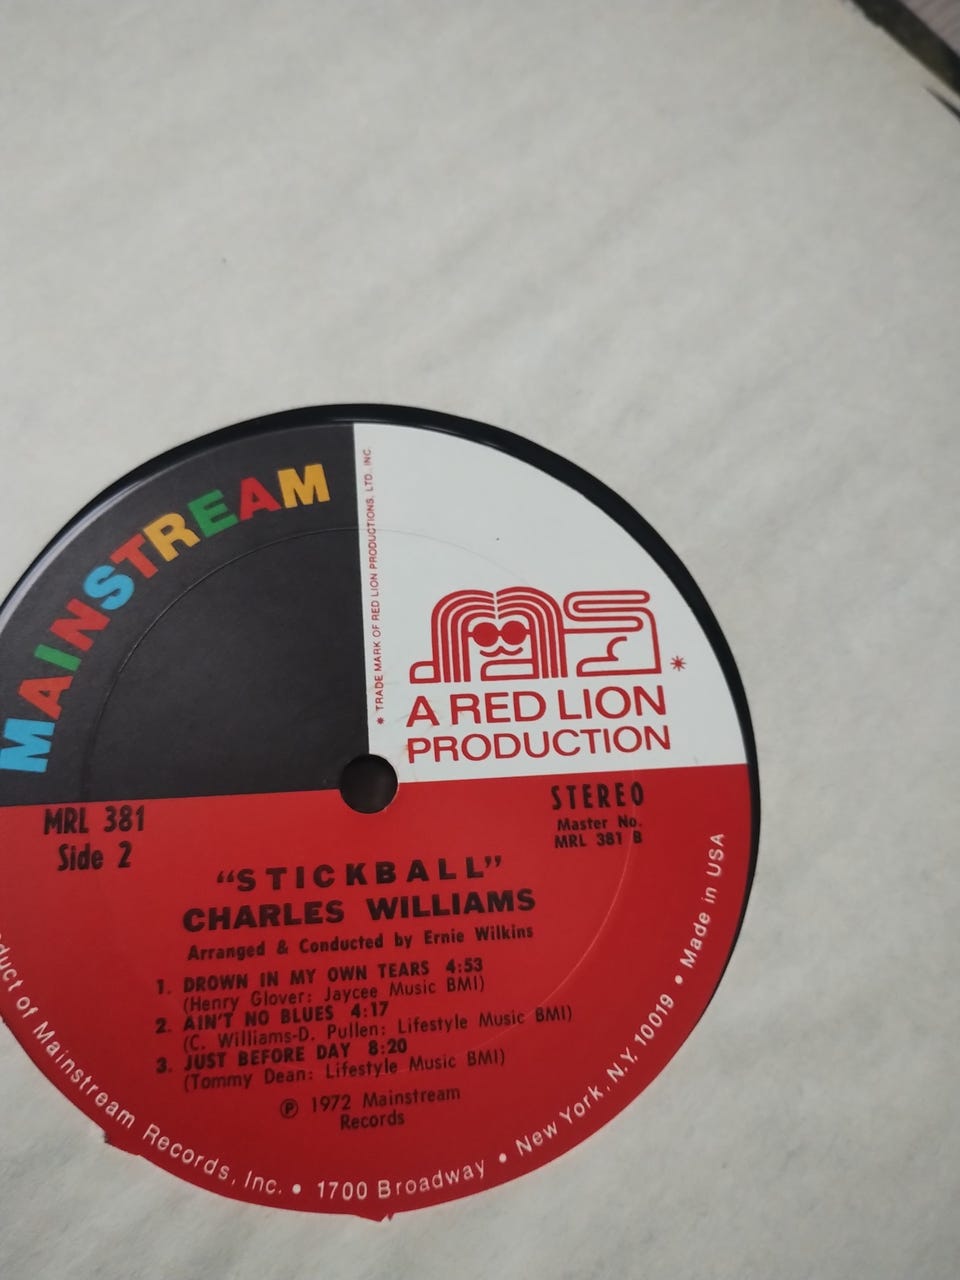 MAINSTREAM
* TRADE MARK OF RED LION PRODUCTIONS, LTD., INC.
ms *
A RED LION
PRODUCTION
MRL 381
Side 2
STEREO
Master No.
MRL 381 B
“STICKBALL”
CHARLES WILLIAMS
Arranged & Conducted by Ernie Wilkins
1. DROWN IN MY OWN TEARS 4:53
(Henry Glover: Jaycee Music BMI)
2. AIN'T NO BLUES 4:17
(C. Williams-D. Pullen: Lifestyle Music BMI)
3. JUST BEFORE DAY 8:20
(Tommy Dean: Lifestyle Music BMI)
℗ 1972 Mainstream
Records
of Mainstream Records, Inc. • 1700 Broadway • New York, N.Y. 10019 • Made in USA